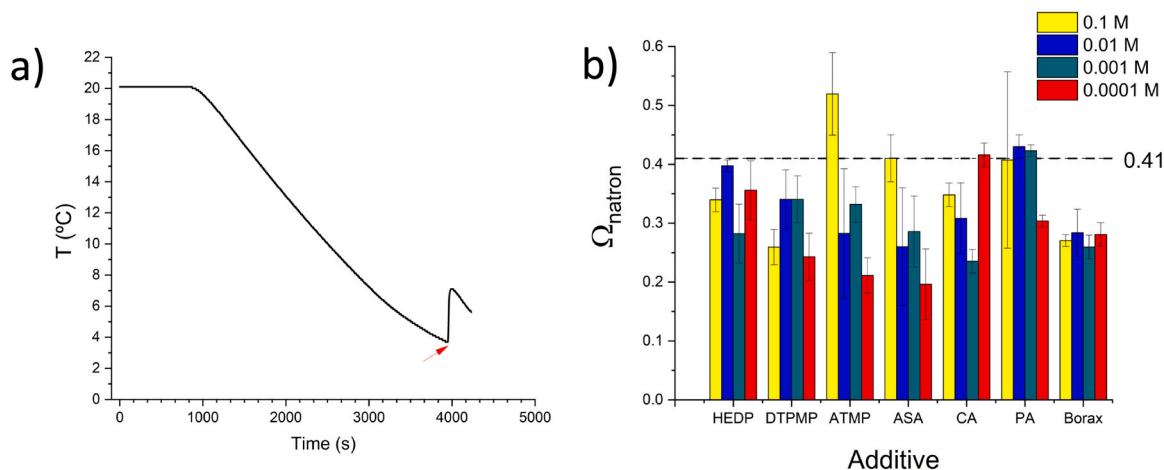 a)
22
20
18
16
14
12
10
8
6
4
2
0
T (ºC)
0 1000 2000 3000 4000 5000
Time (s)
b)
0.1 M
0.01 M
0.001 M
0.0001 M
0.6
0.5
0.4
0.3
0.2
0.1
0.0
Ωnatron
0.41
HEDP DTPMP ATMP ASA CA PA Borax
Additive